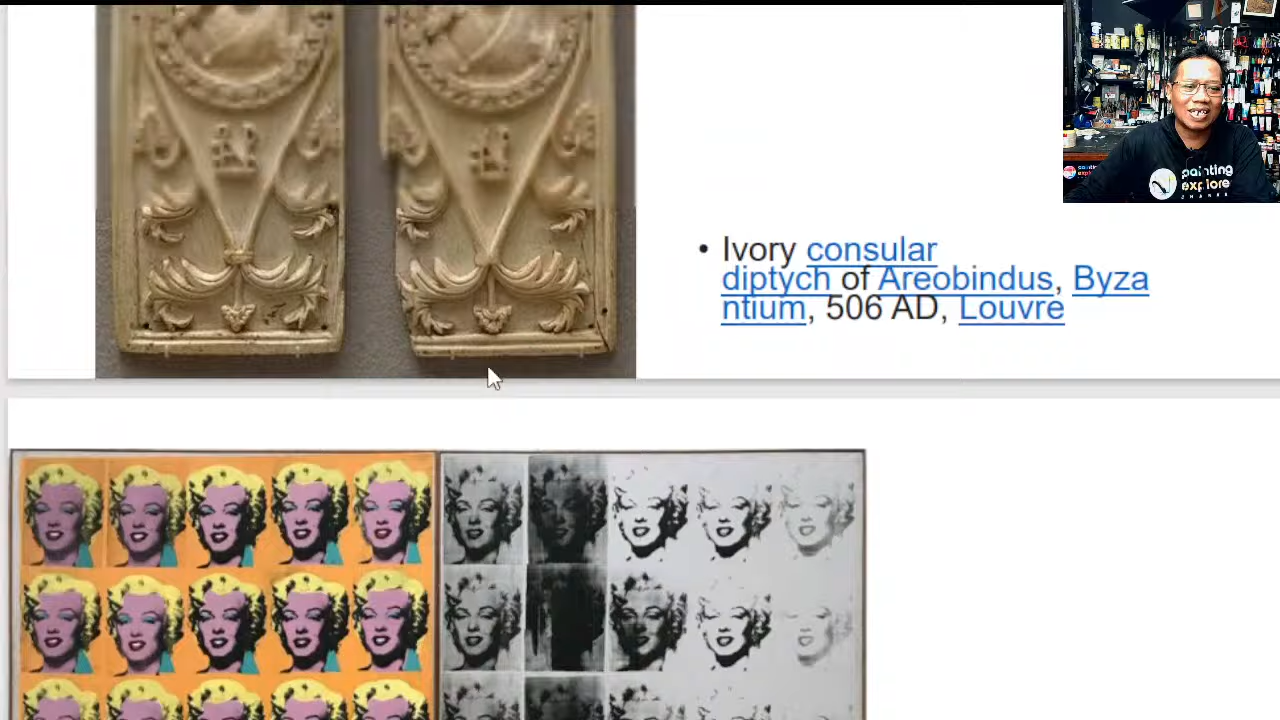 • Ivory consular
diptych of Areobindus, Byza
ntium, 506 AD, Louvre
painting
explore